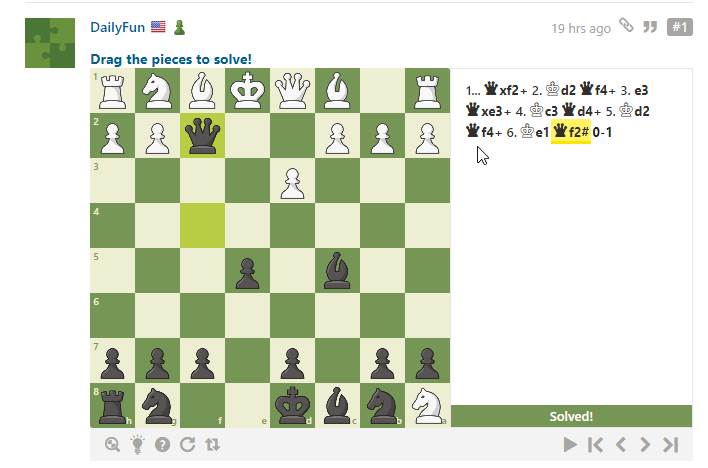 DailyFun
19 hrs ago
#1
Drag the pieces to solve!
1
2
3
4
5
6
7
8
h
g
f
e
d
c
b
a
1... ♛xf2+ 2. ♔d2 ♛f4+ 3. e3
♛xe3+ 4. ♔c3 ♛d4+ 5. ♔d2
♛f4+ 6. ♔e1 ♛f2# 0-1
Solved!